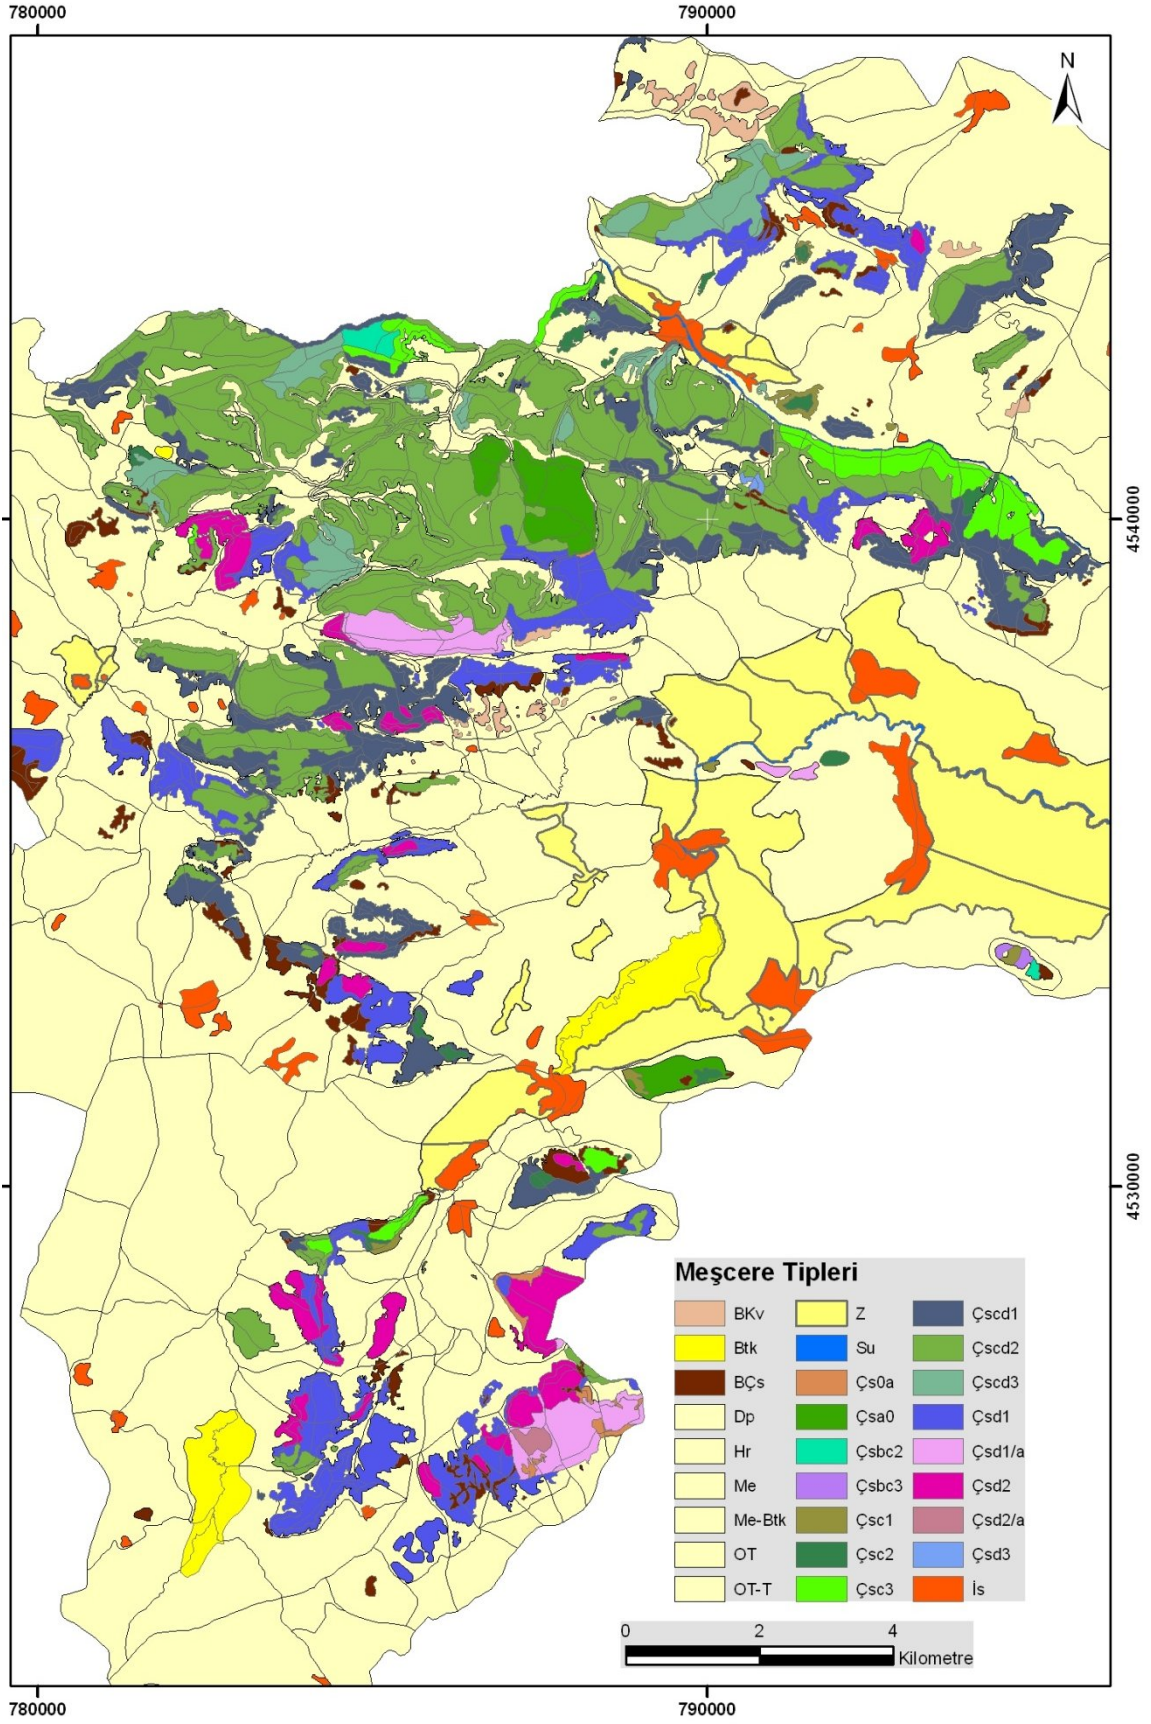 780000 790000
N
4540000
4530000
Meşcere Tipleri
BKv Z Çscd1
Btk Su Çscd2
BÇs Çs0a Çscd3
Dp Çsa0 Çsd1
Hr Çsbc2 Çsd1/a
Me Çsbc3 Çsd2
Me-Btk Çsc1 Çsd2/a
OT Çsc2 Çsd3
OT-T Çsc3 İs
0 2 4
Kilometre
780000 790000